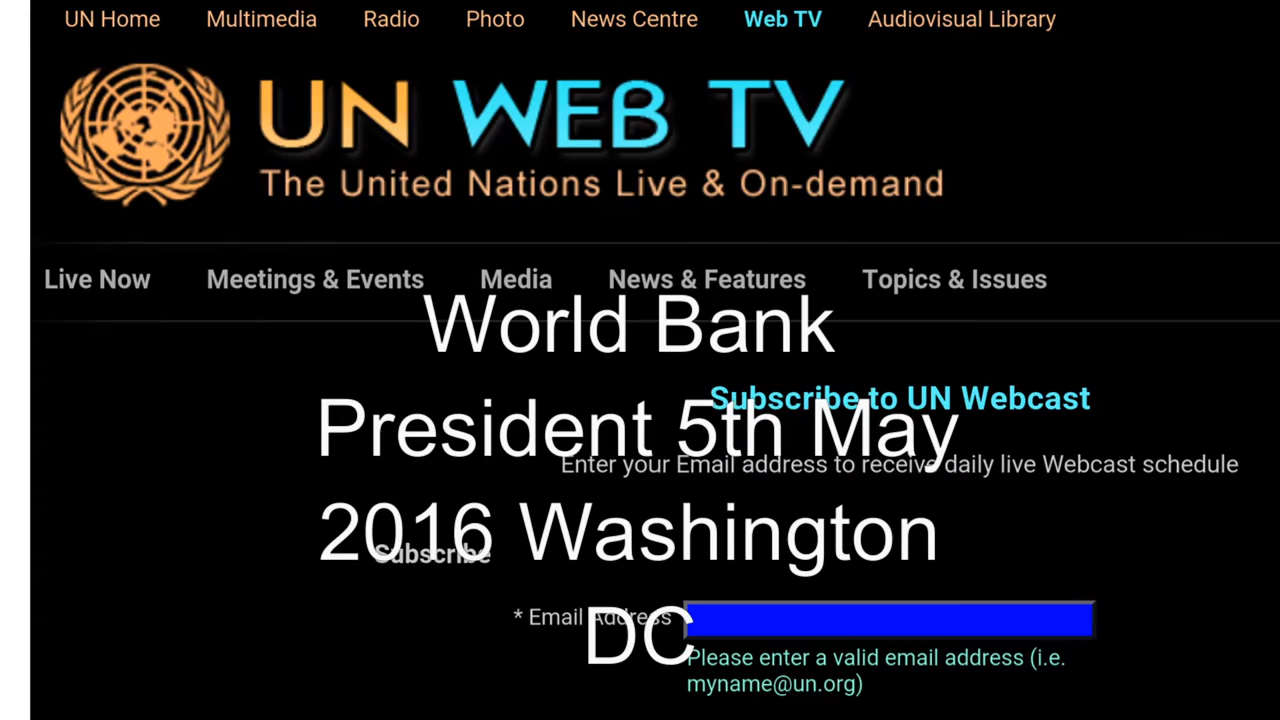 UN Home Multimedia Radio Photo News Centre Web TV Audiovisual Library
UN WEB TV
The United Nations Live & On-demand
Live Now Meetings & Events Media News & Features Topics & Issues
World Bank
Subscribe to UN Webcast
President 5th May
Enter your Email address to receive daily live Webcast schedule
2016 Washington
Subscribe
* Email Address
DC
Please enter a valid email address (i.e.
myname@un.org)